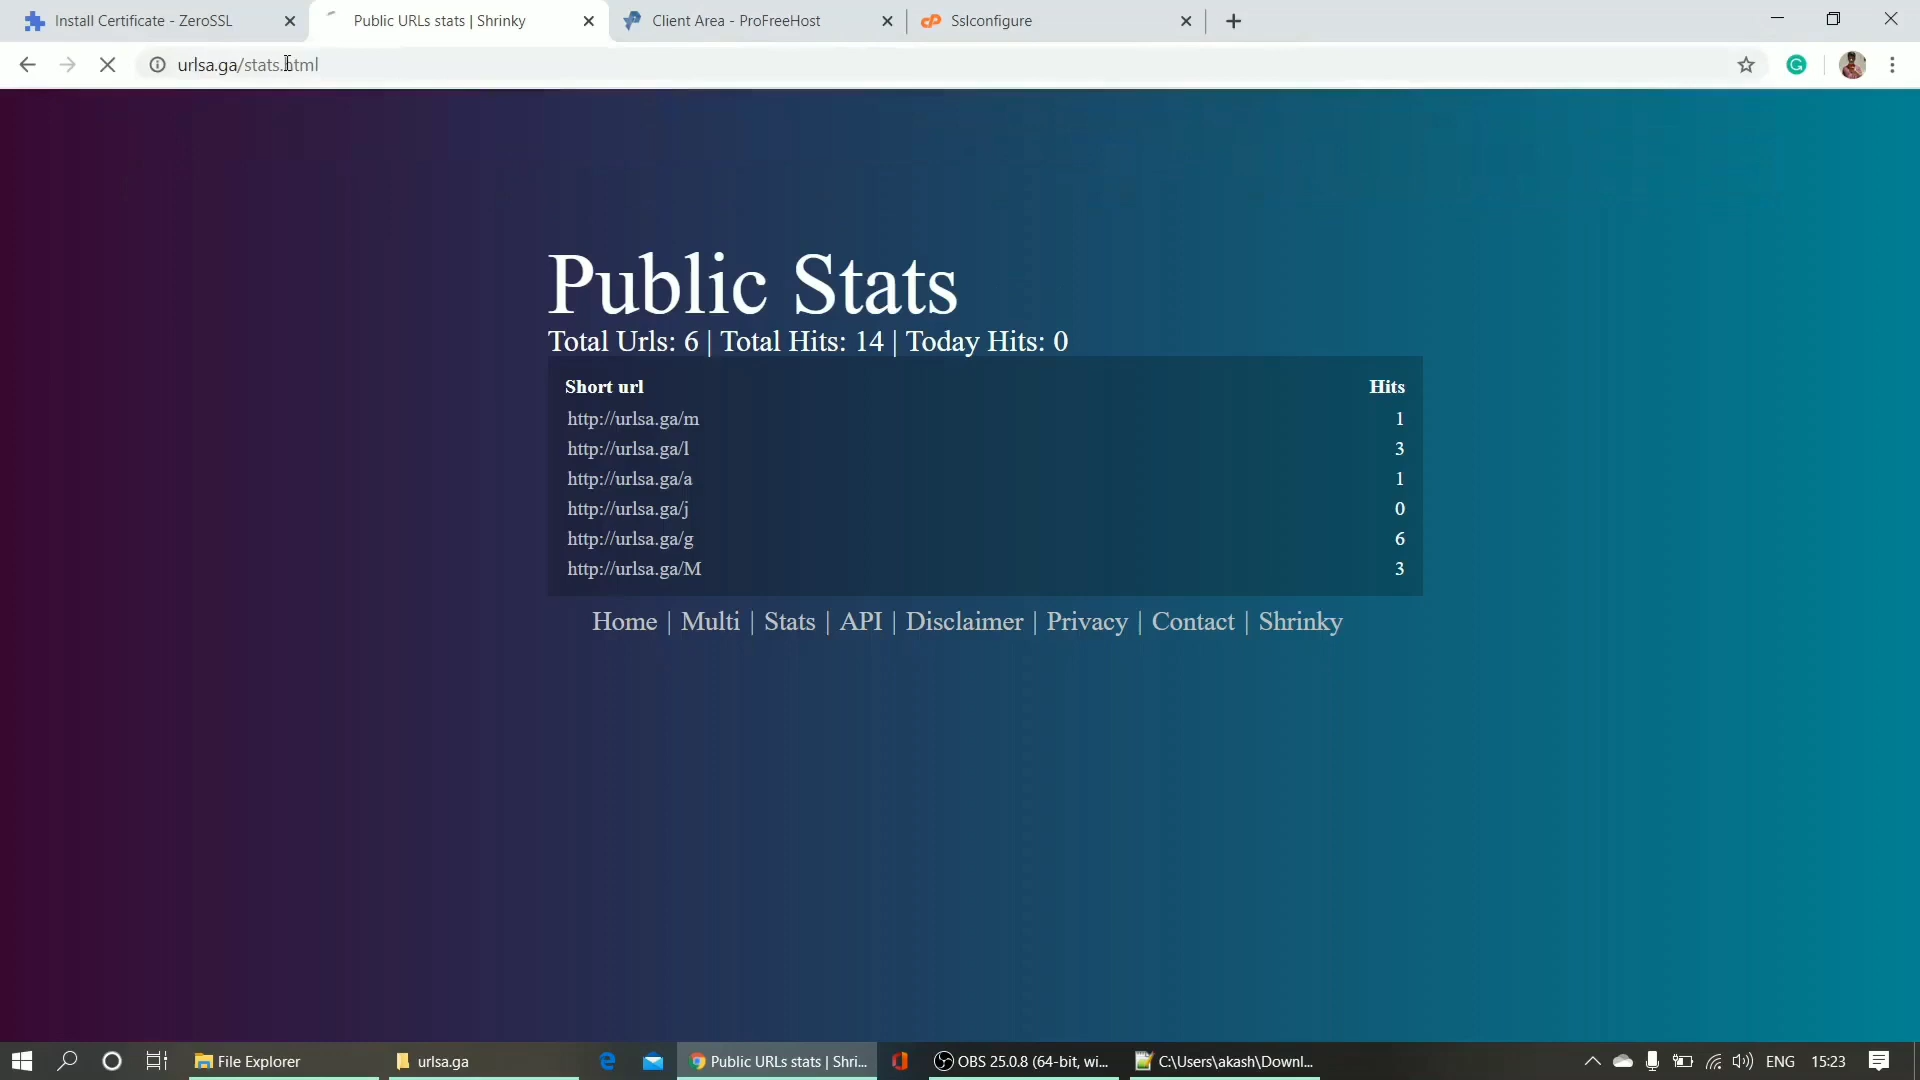 Install Certificate - ZeroSSL
Public URLs stats | Shrinky
Client Area - ProFreeHost
Sslconfigure
urlsa.ga/stats.html
Public Stats
Total Urls: 6 | Total Hits: 14 | Today Hits: 0
Short url Hits
http://urlsa.ga/m 1
http://urlsa.ga/l 3
http://urlsa.ga/a 1
http://urlsa.ga/j 0
http://urlsa.ga/g 6
http://urlsa.ga/M 3
Home | Multi | Stats | API | Disclaimer | Privacy | Contact | Shrinky
File Explorer
urlsa.ga
Public URLs stats | Shri...
OBS 25.0.8 (64-bit, wi...
C:\Users\akash\Downl...
ENG
15:23